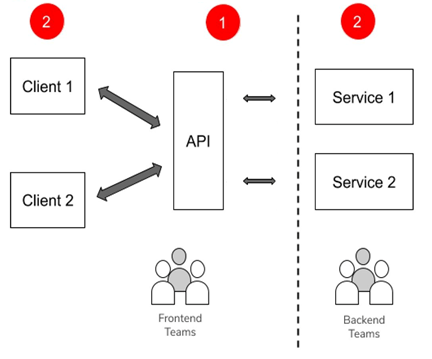 2
1
2
Client 1
Client 2
API
Service 1
Service 2
Frontend
Teams
Backend
Teams